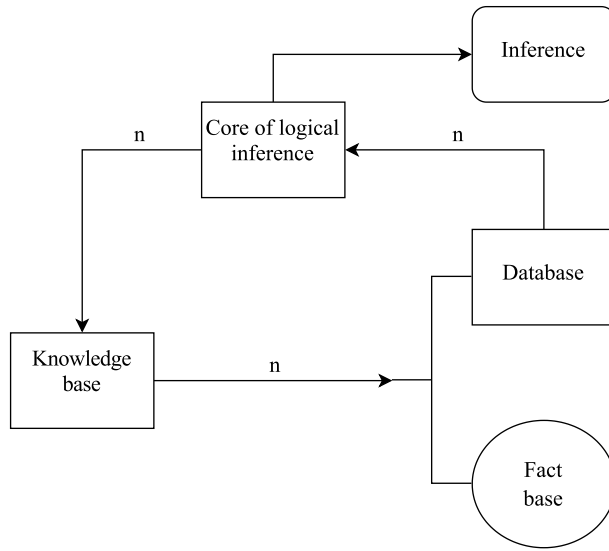 Inference
Core of logical
inference
n
n
Database
Knowledge
base
n
Fact
base